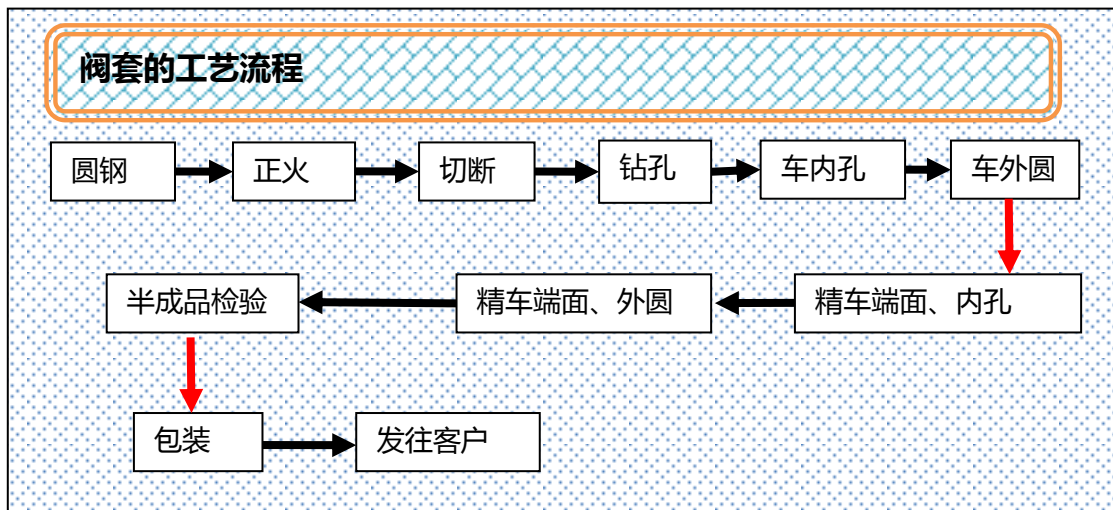 阀套的工艺流程
圆钢
正火
切断
钻孔
车内孔
车外圆
精车端面、内孔
精车端面、外圆
半成品检验
包装
发往客户